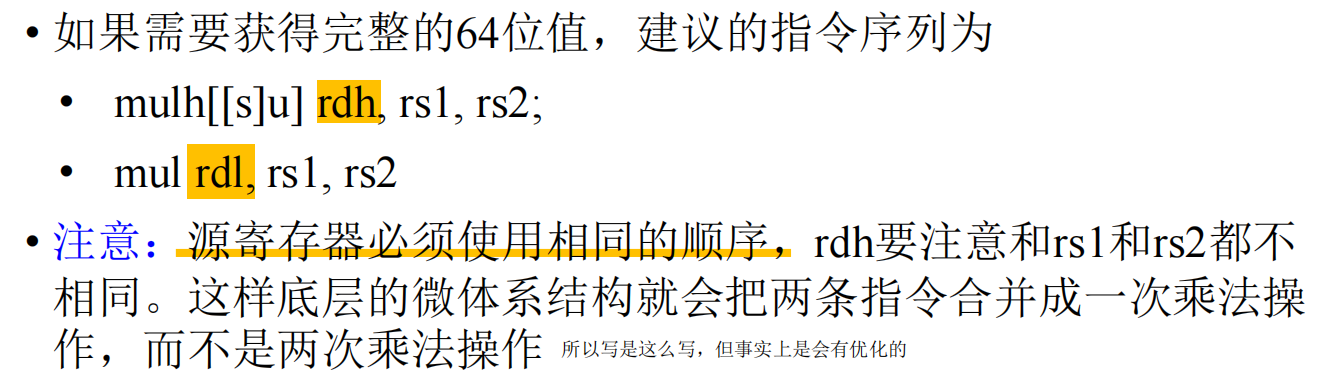 • 如果需要获得完整的64位值，建议的指令序列为
• mulh[[s]u] rdh, rs1, rs2;
• mul rdl, rs1, rs2
• 注意：源寄存器必须使用相同的顺序，rdh要注意和rs1和rs2都不
相同。这样底层的微体系结构就会把两条指令合并成一次乘法操
作，而不是两次乘法操作 所以写是这么写，但事实上是会有优化的